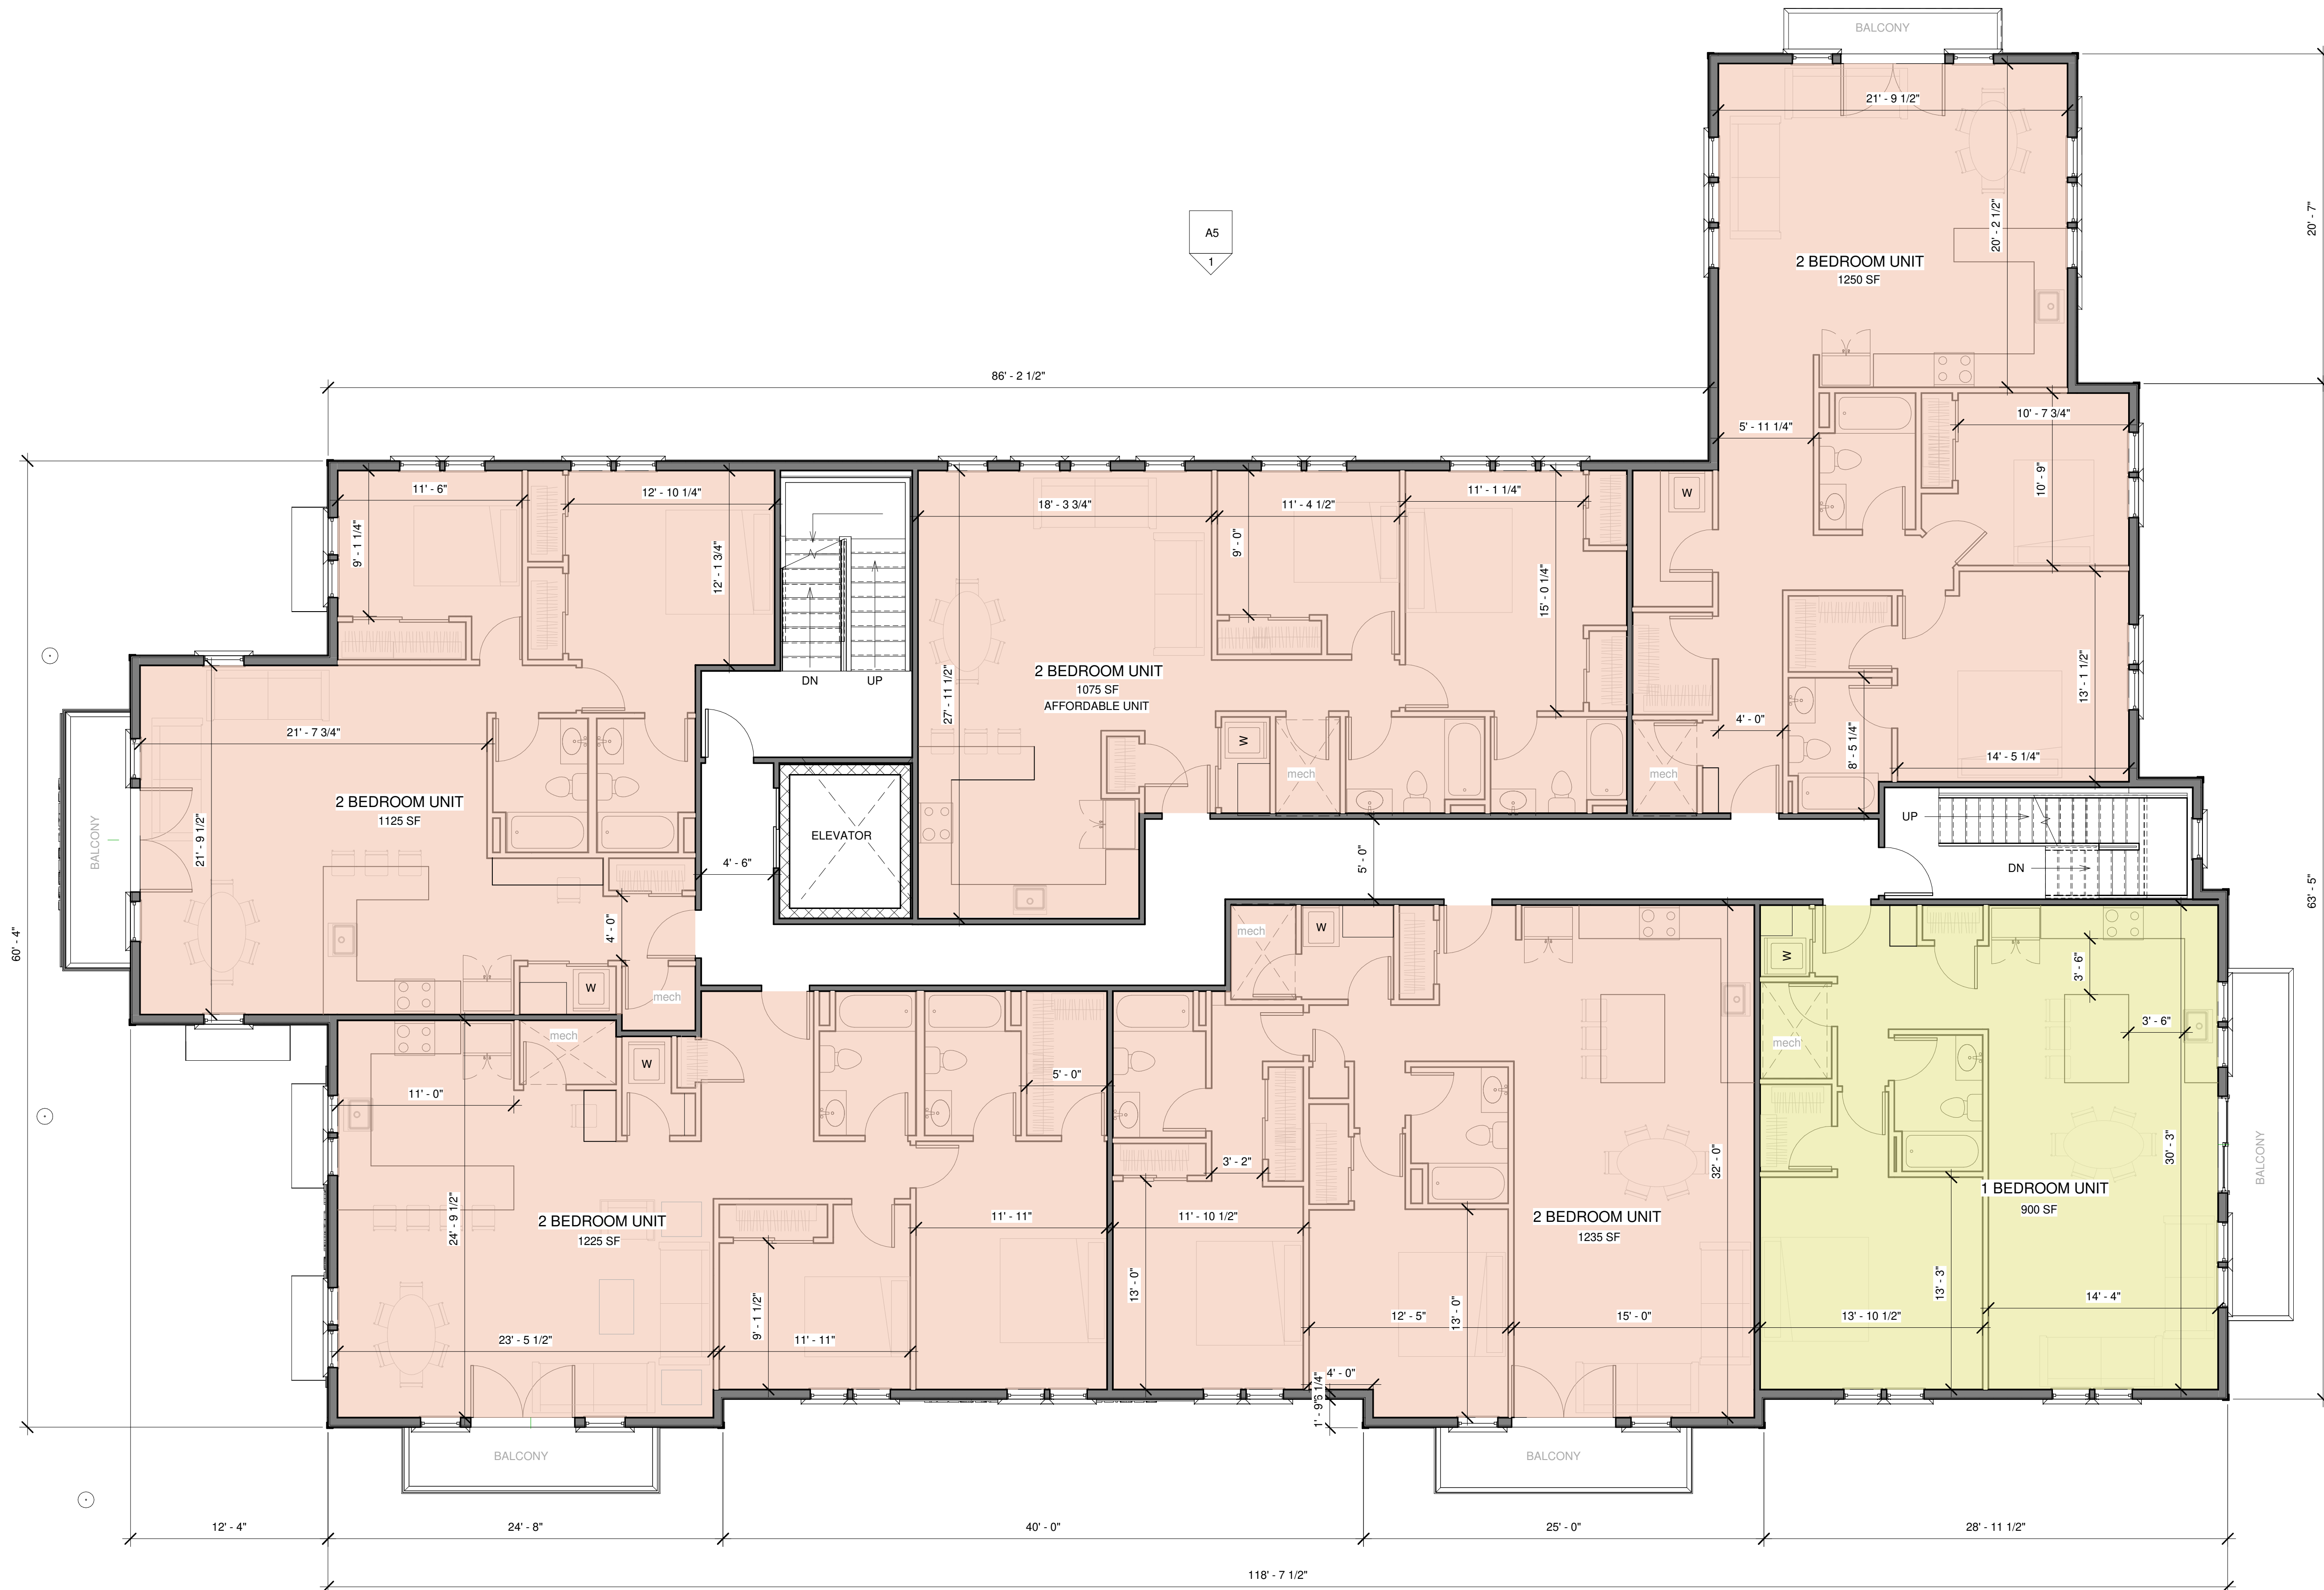 BALCONY
21' - 9 1/2"
20' - 7"
20' - 2 1/2"
A5
1
2 BEDROOM UNIT
1250 SF
86' - 2 1/2"
5' - 11 1/4"
10' - 7 3/4"
10' - 9"
11' - 6"
12' - 10 1/4"
9' - 1 1/4"
12' - 1 3/4"
18' - 3 3/4"
11' - 4 1/2"
11' - 1 1/4"
9' - 0"
15' - 0 1/4"
W
DN
UP
2 BEDROOM UNIT
1075 SF
AFFORDABLE UNIT
27' - 11 1/2"
13' - 1 1/2"
21' - 7 3/4"
4' - 0"
8' - 5 1/4"
14' - 5 1/4"
W
mech
mech
2 BEDROOM UNIT
1125 SF
BALCONY
21' - 9 1/2"
ELEVATOR
4' - 6"
5' - 0"
UP
DN
63' - 5"
60' - 4"
4' - 0"
W
mech
mech
W
W
3' - 6"
3' - 6"
mech
mech
W
11' - 0"
5' - 0"
3' - 2"
32' - 0"
30' - 3"
BALCONY
24' - 9 1/2"
2 BEDROOM UNIT
1225 SF
11' - 11"
11' - 10 1/2"
2 BEDROOM UNIT
1235 SF
1 BEDROOM UNIT
900 SF
13' - 0"
13' - 3"
9' - 1 1/2"
23' - 5 1/2"
11' - 11"
12' - 5"
13' - 0"
15' - 0"
13' - 10 1/2"
14' - 4"
4' - 0"
BALCONY
BALCONY
12' - 4"
24' - 8"
40' - 0"
25' - 0"
28' - 11 1/2"
118' - 7 1/2"